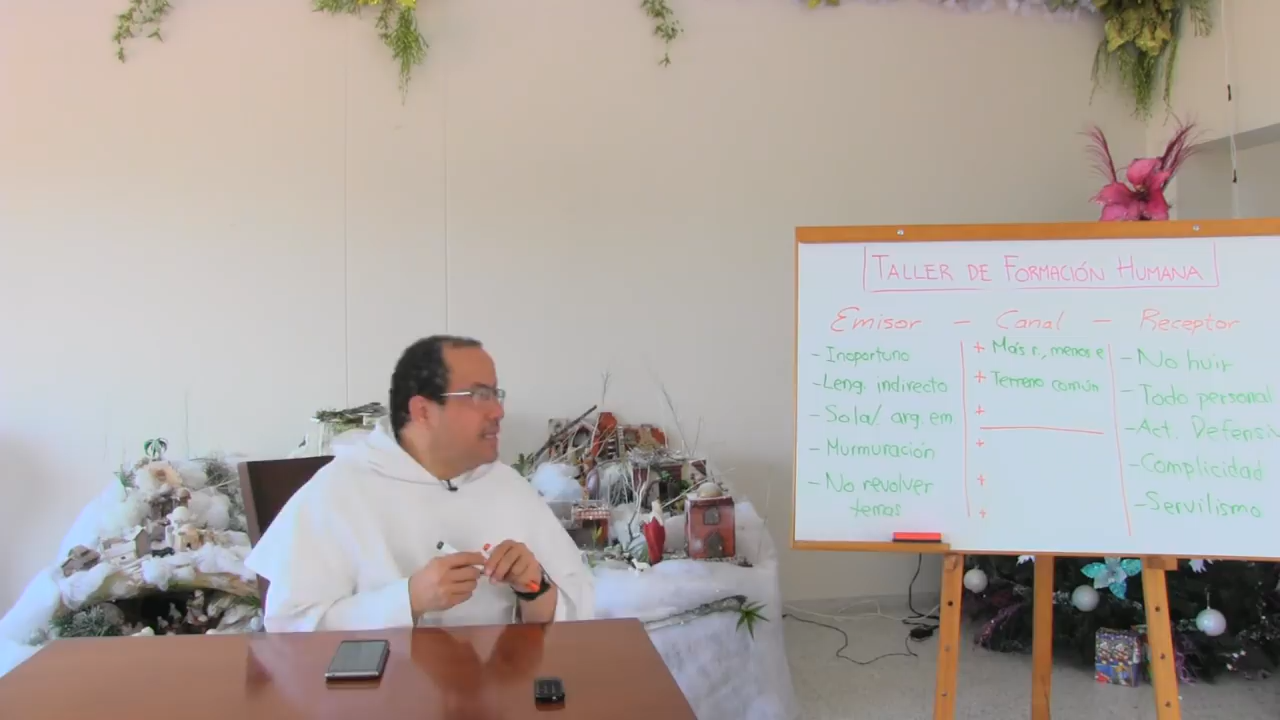 TALLER DE FORMACIÓN HUMANA
Emisor - Canal - Receptor
- Inoportuno
- Leng. indirecto
- Sola/ arg. em
- Murmuración
- No revolver
temas
+ Más r., menos e
+ Terreno común
+
+
+
+
- No huir
- Todo personal
- Act. Defensi
- Complicidad
- Servilismo